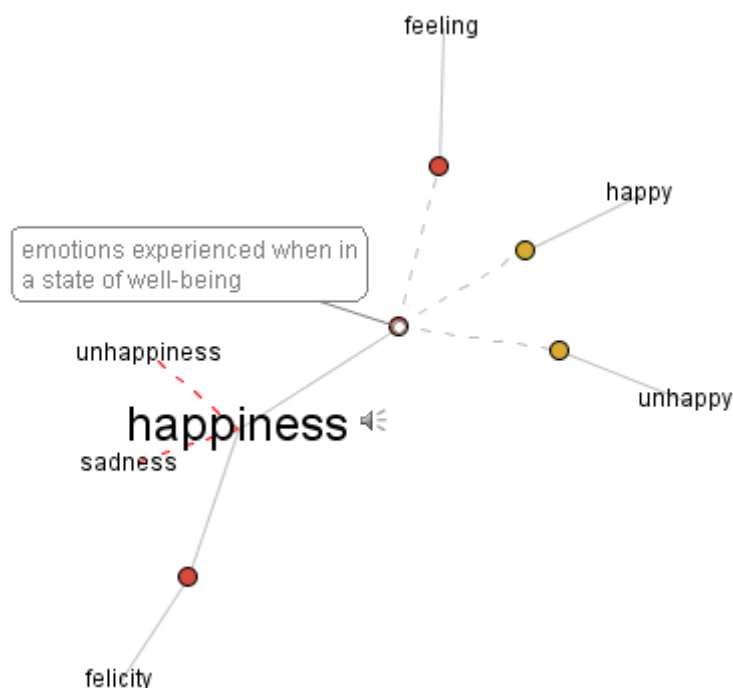 feeling
happy
emotions experienced when in
a state of well-being
unhappiness
unhappy
happiness
sadness
felicity